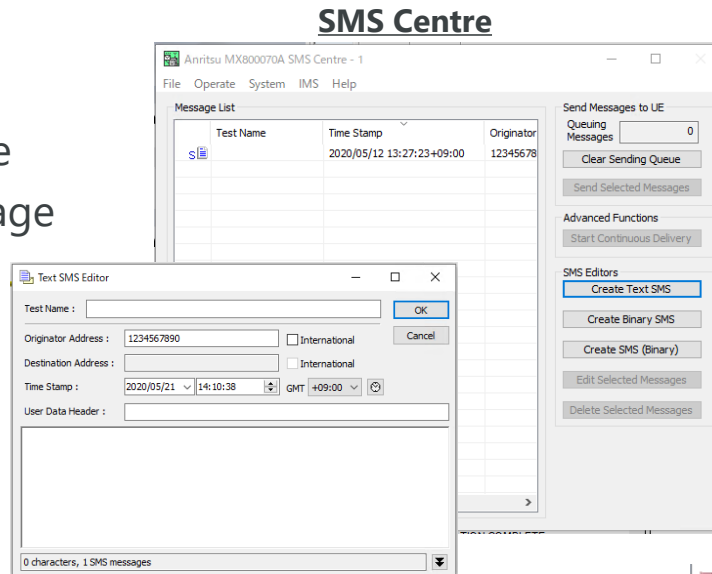 SMS Centre
Anritsu MX800070A SMS Centre - 1
File Operate System IMS Help
Message List
Test Name Time Stamp Originator
S 2020/05/12 13:27:23+09:00 12345678
Send Messages to UE
Queuing Messages 0
Clear Sending Queue
Send Selected Messages
Advanced Functions
Start Continuous Delivery
SMS Editors
Create Text SMS
Create Binary SMS
Create SMS (Binary)
Edit Selected Messages
Delete Selected Messages
e
age
Text SMS Editor
Test Name :
OK
Originator Address : 1234567890 International
Cancel
Destination Address : International
Time Stamp : 2020/05/21 14:10:38 GMT +09:00
User Data Header :
0 characters, 1 SMS messages